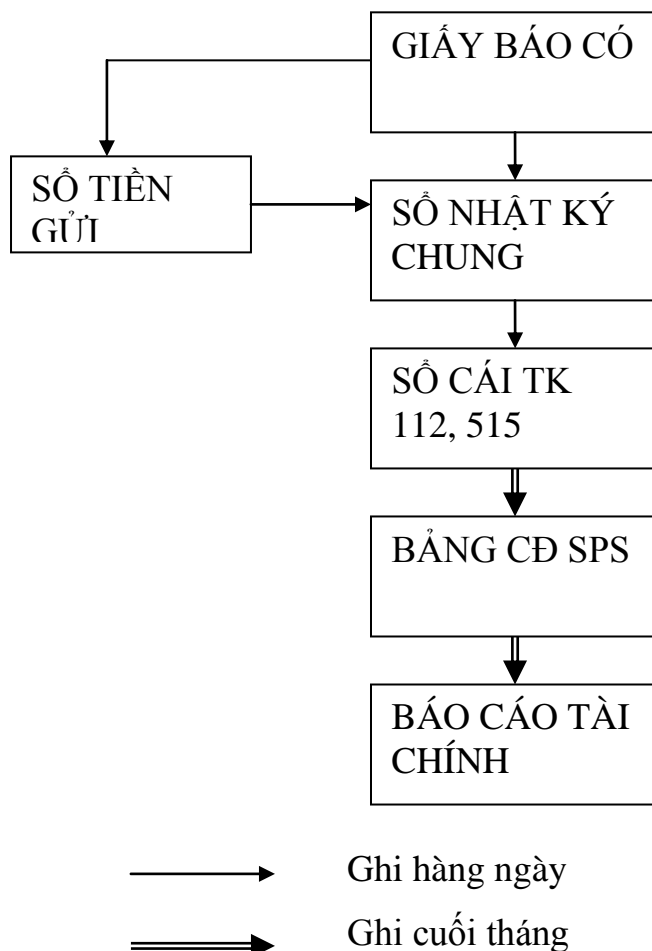 GIẤY BÁO CÓ
SỔ TIỀN
GỬI
SỔ NHẬT KÝ
CHUNG
SỔ CÁI TK
112, 515
BẢNG CĐ SPS
BÁO CÁO TÀI
CHÍNH
Ghi hàng ngày
Ghi cuối tháng